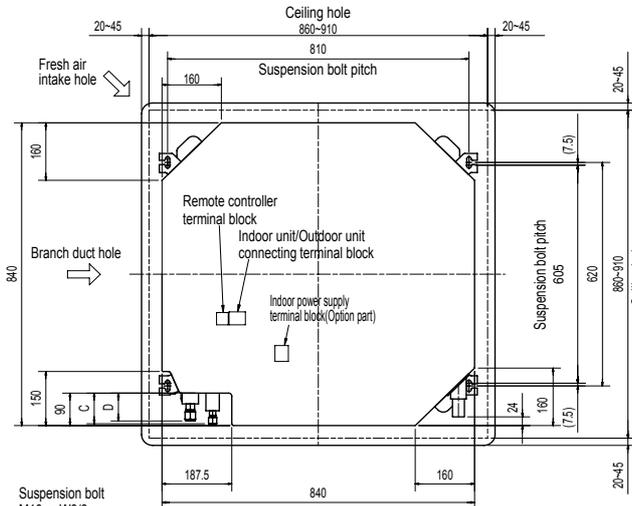 Ceiling hole
20~45
860~910
20~45
810
Suspension bolt pitch
Fresh air
intake hole
160
20~45
160
(7.5)
Remote controller
terminal block
Indoor unit/Outdoor unit
connecting terminal block
Branch duct hole
840
Indoor power supply
terminal block(Option part)
Suspension bolt pitch
605
620
860~910
150
90
C
D
24
160
(7.5)
187.5
160
20~45
840
Suspension bolt